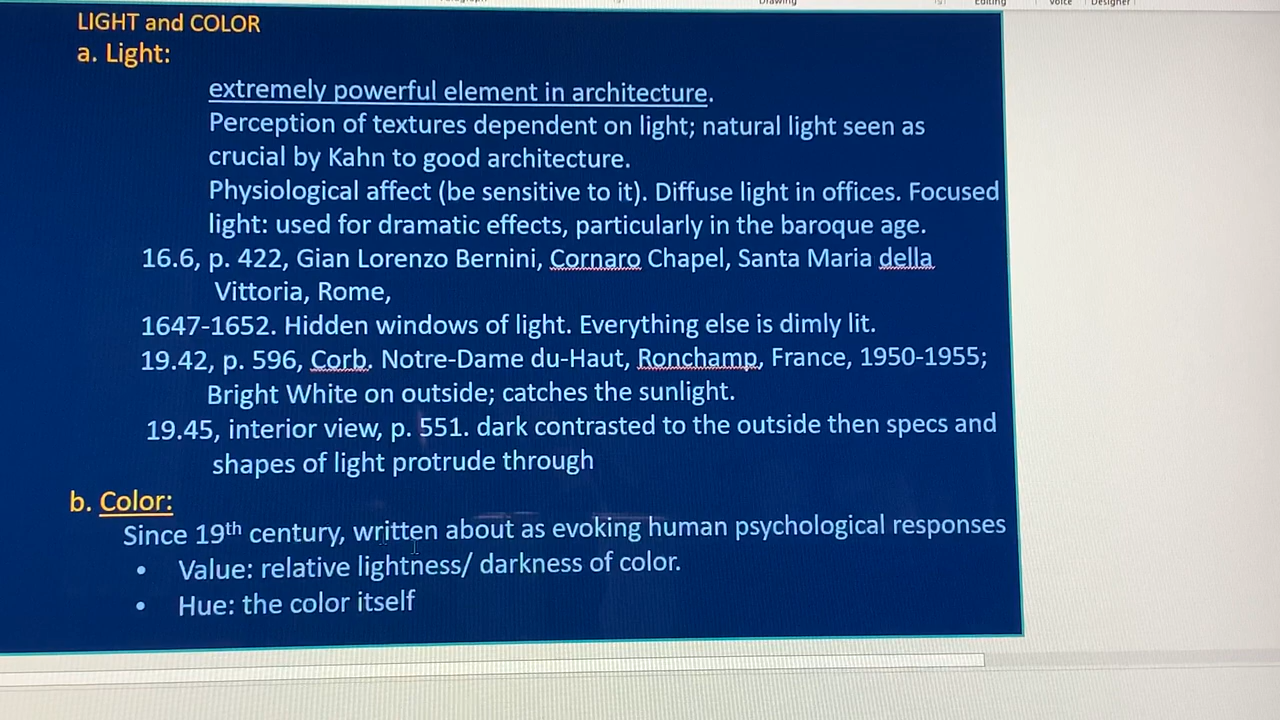 Drawing
Editing
Voice
Designer
LIGHT and COLOR
a. Light:
extremely powerful element in architecture.
Perception of textures dependent on light; natural light seen as
crucial by Kahn to good architecture.
Physiological affect (be sensitive to it). Diffuse light in offices. Focused
light: used for dramatic effects, particularly in the baroque age.
16.6, p. 422, Gian Lorenzo Bernini, Cornaro Chapel, Santa Maria della
Vittoria, Rome,
1647-1652. Hidden windows of light. Everything else is dimly lit.
19.42, p. 596, Corb. Notre-Dame du-Haut, Ronchamp, France, 1950-1955;
Bright White on outside; catches the sunlight.
19.45, interior view, p. 551. dark contrasted to the outside then specs and
shapes of light protrude through
b. Color:
Since 19th century, written about as evoking human psychological responses
• Value: relative lightness/ darkness of color.
• Hue: the color itself